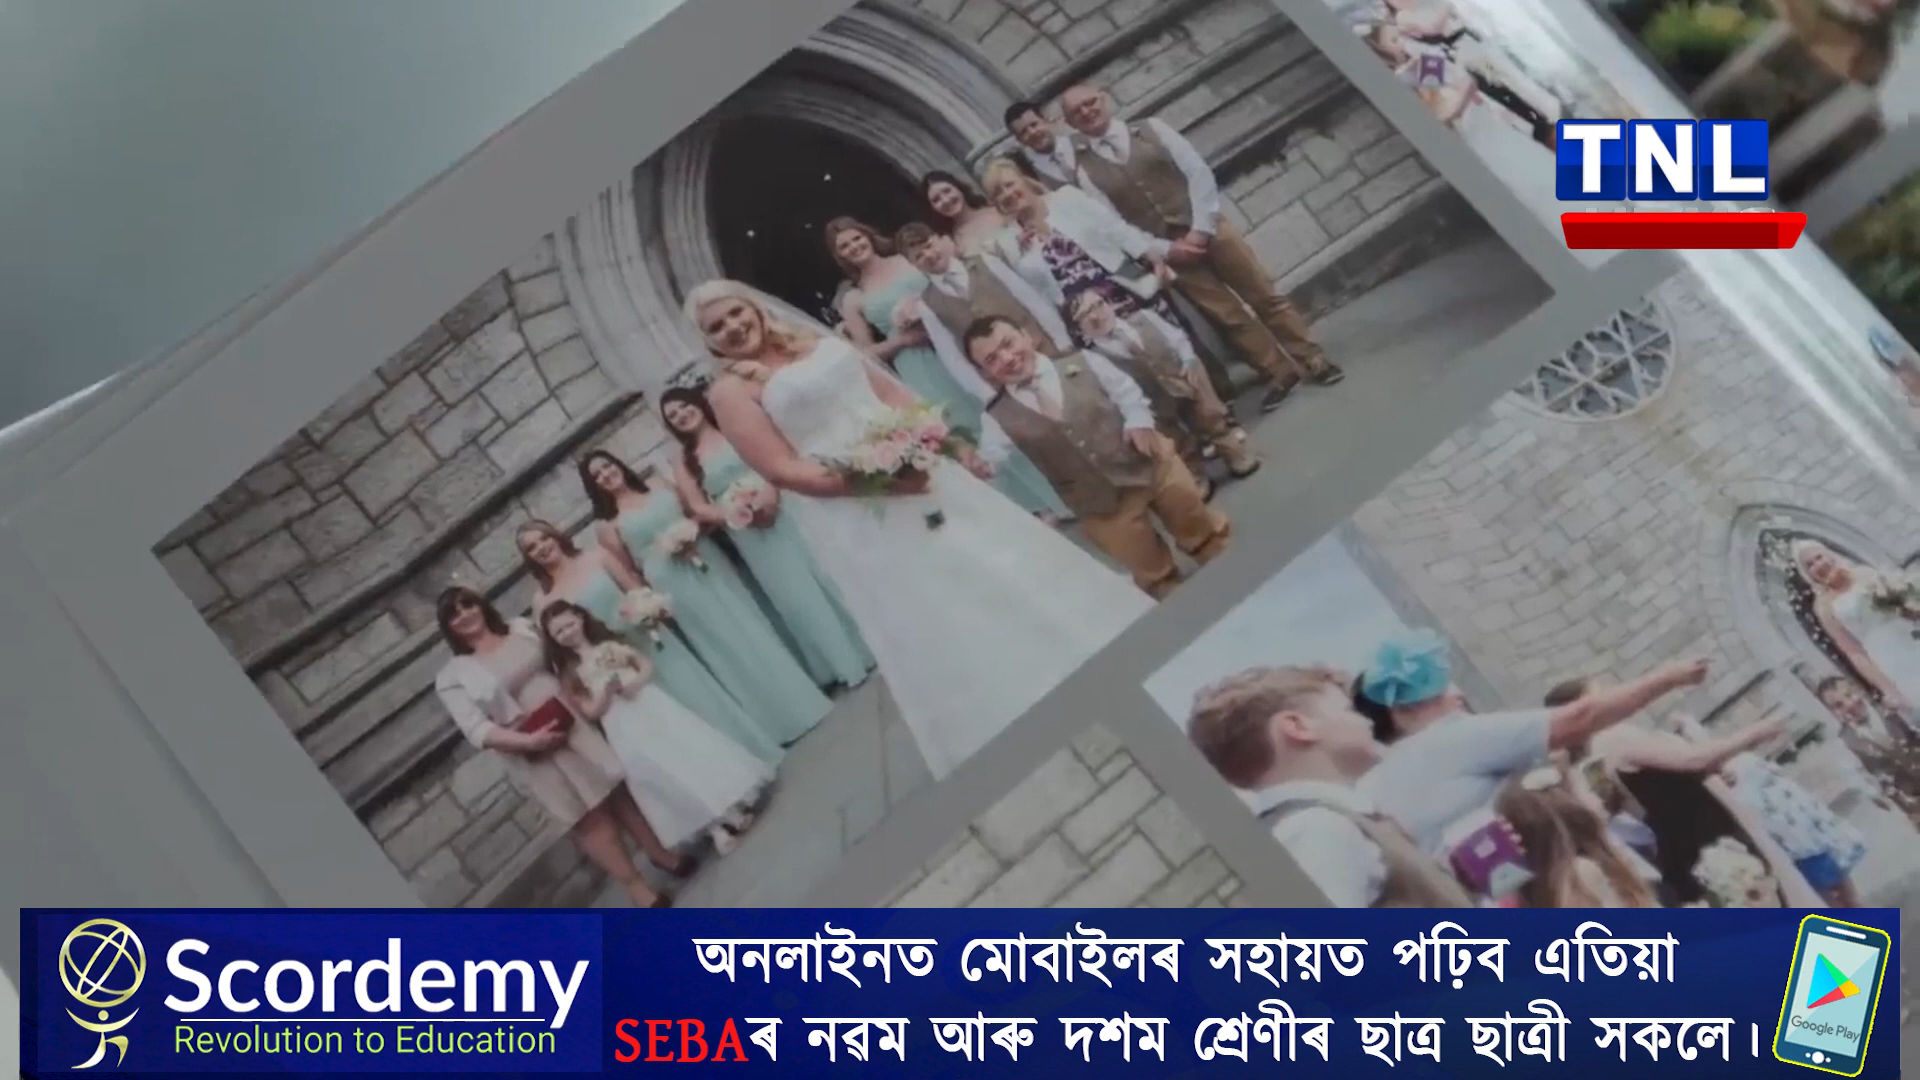 TNL
Scordemy
Revolution to Education
অনলাইনত মোবাইলৰ সহায়ত পঢ়িব এতিয়া
SEBAৰ নৱম আৰু দশম শ্ৰেণীৰ ছাত্ৰ ছাত্ৰী সকলে।
Google Play